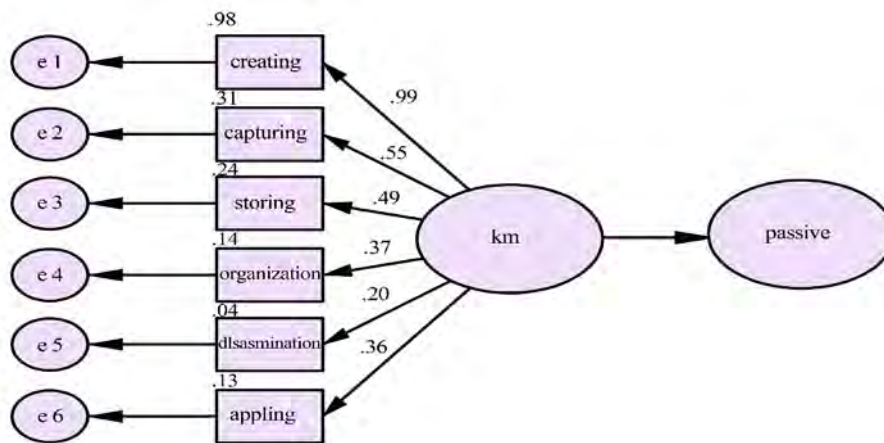 .98
e 1
creating
.99
.31
e 2
capturing
.55
.24
e 3
storing
.49
km
passive
.14
e 4
organization
.37
.04
e 5
dlsasmination
.20
.13
e 6
appling
.36